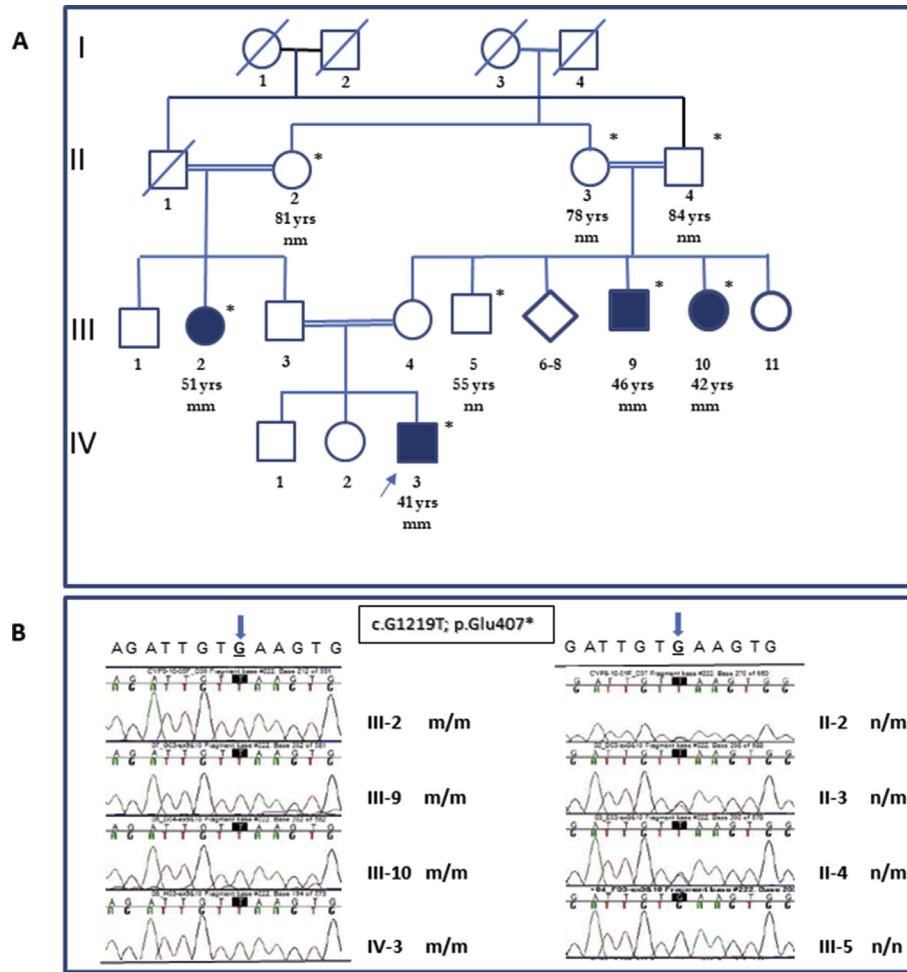 A
I
1 2 3 4
II
* * *
1 2 3 4
81 yrs 78 yrs 84 yrs
nm nm nm
III
* * * *
1 2 3 4 5 6-8 9 10 11
51 yrs 55 yrs 46 yrs 42 yrs
mm nn mm mm
IV
*
1 2 3
41 yrs
mm
B
c.G1219T; p.Glu407*
A G A T T G T G A A G T G
G A T T G T G A A G T G
A G A T T G T T A A G T G
III-2 m/m
A G A T T G T T A A G T G
III-9 m/m
A G A T T G T T A A G T G
III-10 m/m
A G A T T G T T A A G T G
IV-3 m/m
G A T T G T T A A G T G G
II-2 n/m
G A T T G T T A A G T G G
II-3 n/m
G A T T G T T A A G T G G
II-4 n/m
G A T T G T G A A G T G G
III-5 n/n